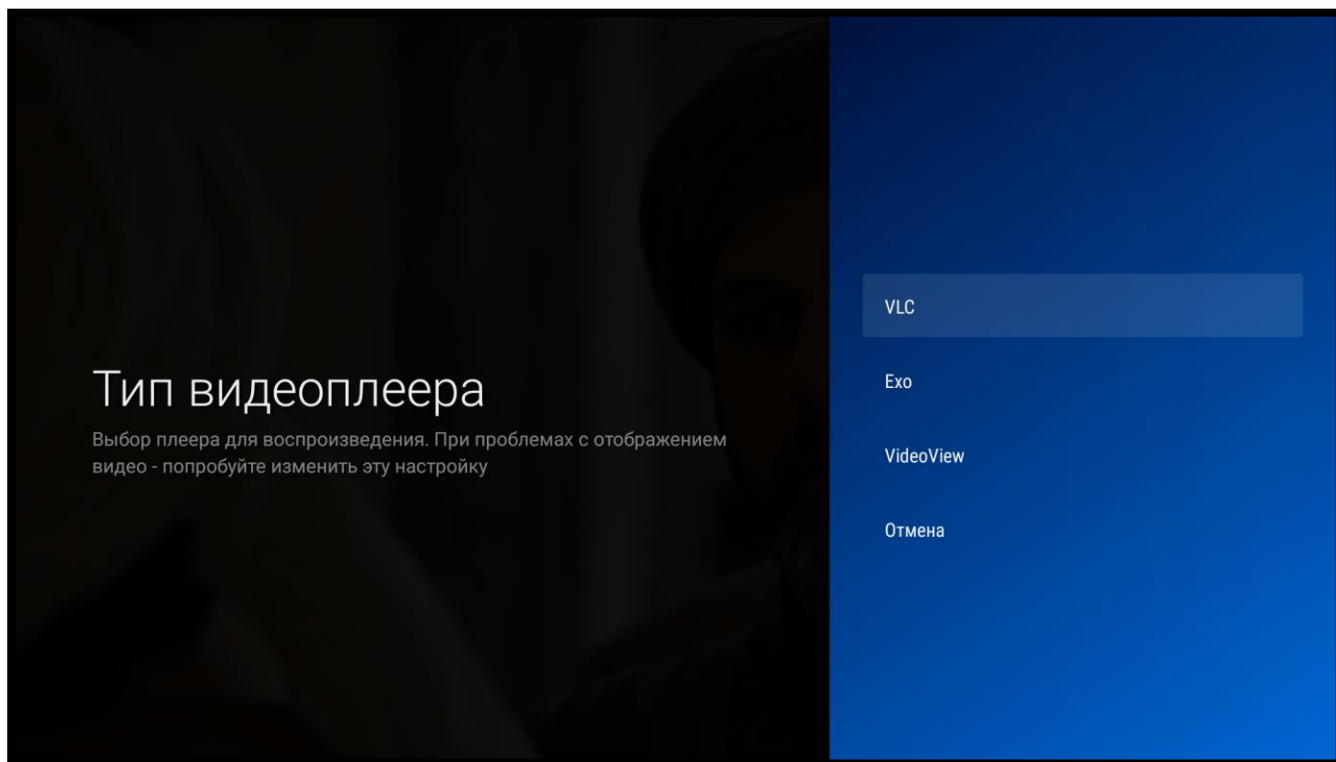 Тип видеоплеера
Выбор плеера для воспроизведения. При проблемах с отображением
видео - попробуйте изменить эту настройку
VLC
Exo
VideoView
Отмена